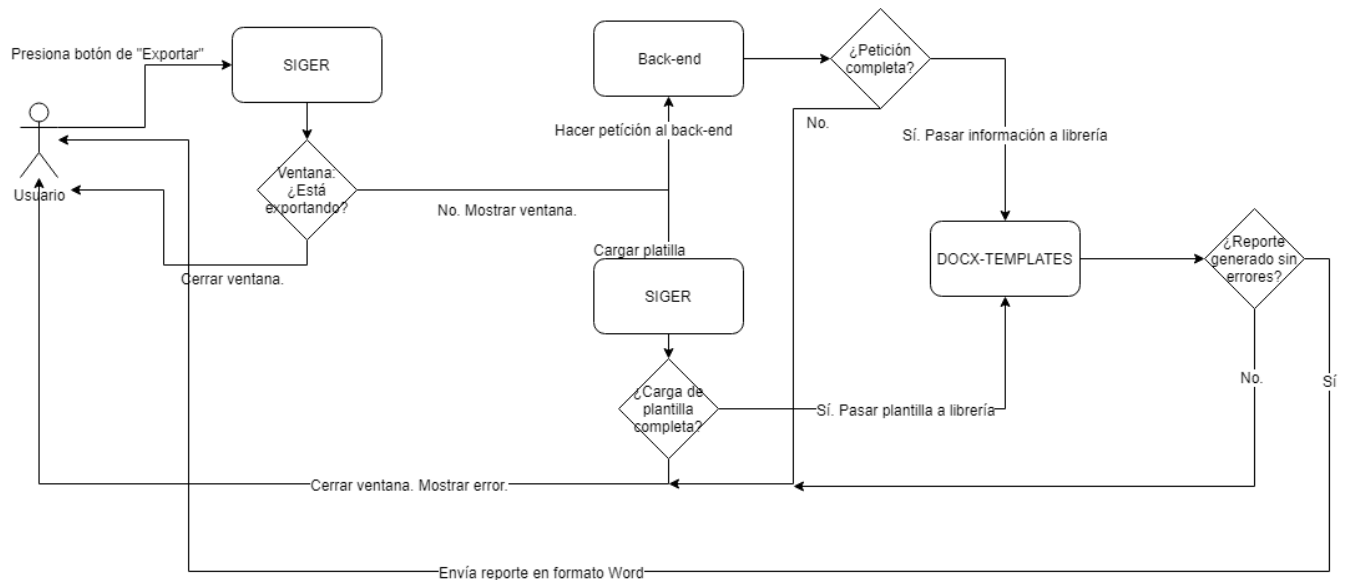 Presiona botón de "Exportar"
SIGER
Back-end
¿Petición
completa?
Hacer petición al back-end
No.
Sí. Pasar información a librería
Ventana:
¿Está
exportando?
Usuario
No. Mostrar ventana.
Cerrar ventana.
Cargar platilla
SIGER
DOCX-TEMPLATES
¿Reporte
generado sin
errores?
No.
Sí
¿Carga de
plantilla
completa?
Sí. Pasar plantilla a librería
Cerrar ventana. Mostrar error.
Envía reporte en formato Word